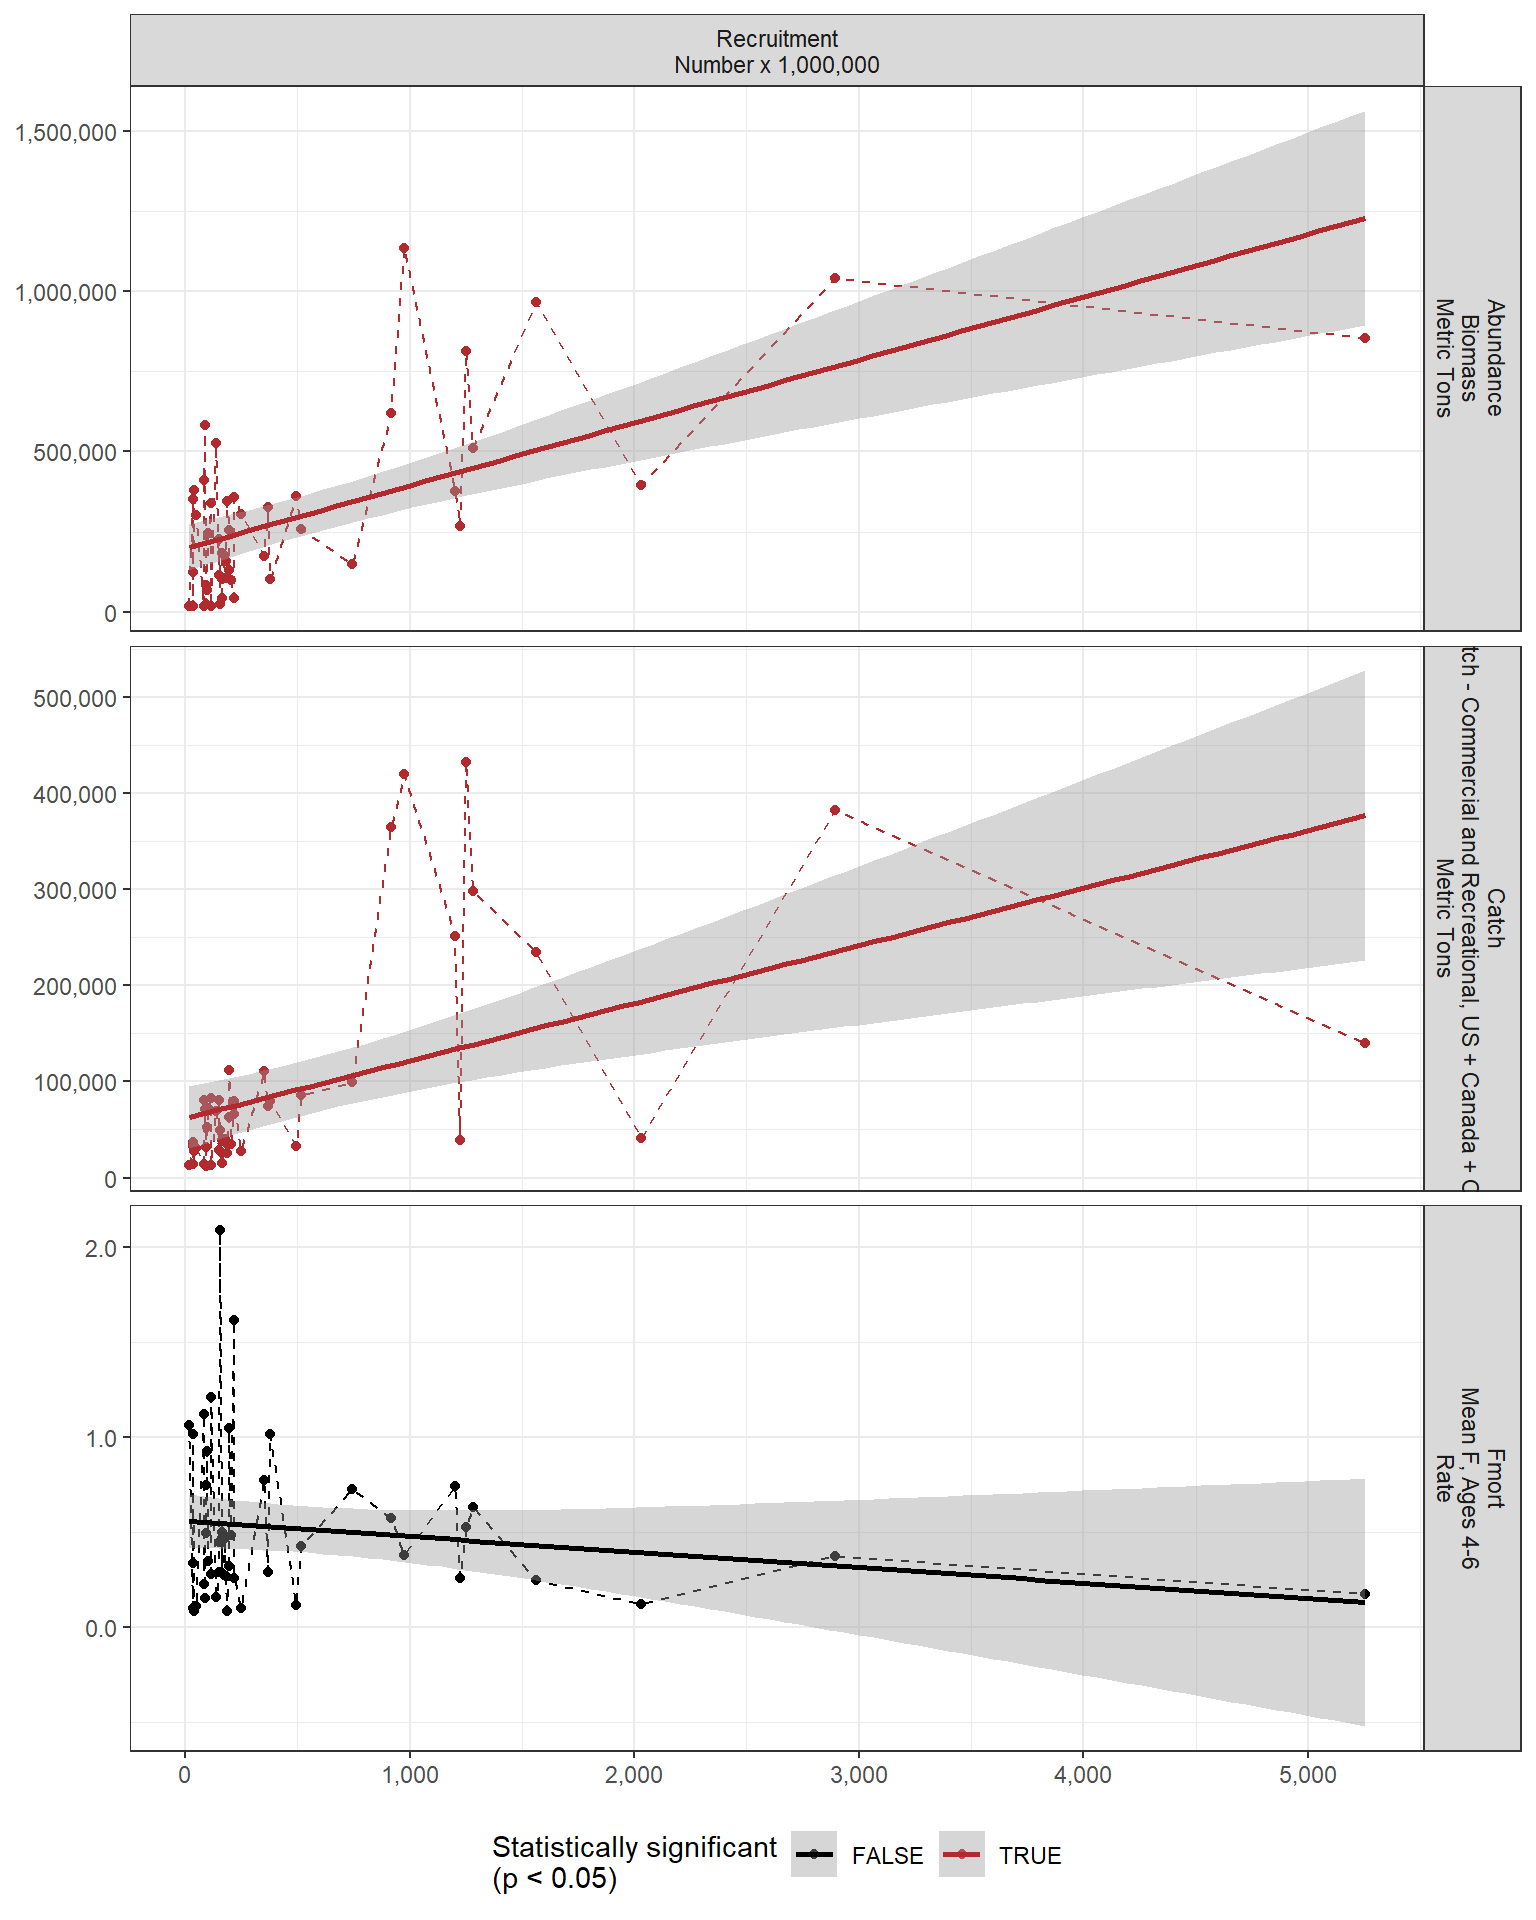 Recruitment
Number x 1,000,000
1,500,000
1,000,000
500,000
0
Abundance
Biomass
Metric Tons
500,000
400,000
300,000
200,000
100,000
0
Catch
tch - Commercial and Recreational, US + Canada +
Metric Tons
2.0
1.0
0.0
Fmort
Mean F, Ages 4-6
Rate
0
1,000
2,000
3,000
4,000
5,000
Statistically significant
(p < 0.05)
FALSE
TRUE